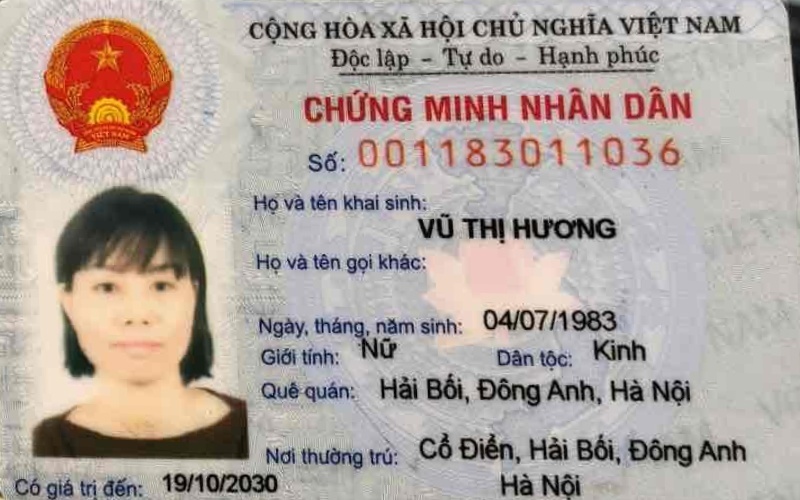 CỘNG HÒA XÃ HỘI CHỦ NGHĨA VIỆT NAM
Độc lập - Tự do - Hạnh phúc
CHỨNG MINH NHÂN DÂN
Số: 001183011036
Họ và tên khai sinh:
VŨ THỊ HƯƠNG
Họ và tên gọi khác:
Ngày, tháng, năm sinh: 04/07/1983
Giới tính: Nữ Dân tộc: Kinh
Quê quán: Hải Bối, Đông Anh, Hà Nội
Nơi thường trú: Cổ Điển, Hải Bối, Đông Anh
Hà Nội
Có giá trị đến: 19/10/2030